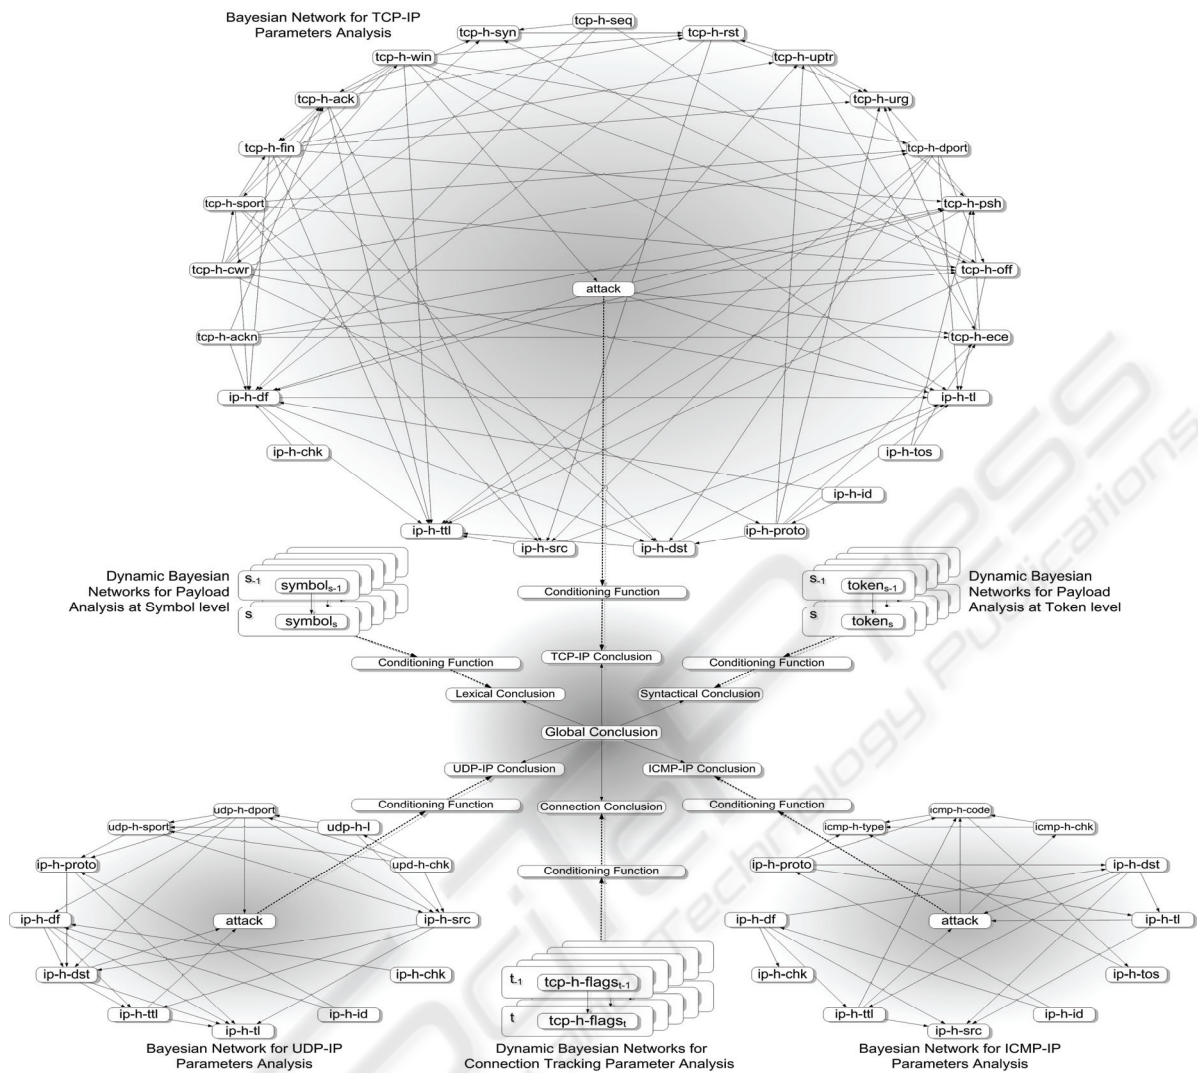 Bayesian Network for TCP-IP
Parameters Analysis
tcp-h-seq
tcp-h-syn
tcp-h-rst
tcp-h-win
tcp-h-uptr
tcp-h-ack
tcp-h-urg
tcp-h-fin
tcp-h-dport
tcp-h-sport
tcp-h-psh
tcp-h-cwr
tcp-h-off
attack
tcp-h-ackn
tcp-h-ece
ip-h-df
ip-h-tl
ip-h-chk
ip-h-tos
ip-h-id
ip-h-ttl
ip-h-proto
ip-h-src
ip-h-dst
Dynamic Bayesian
Networks for Payload
Analysis at Symbol level
s-1
symbols-1
s
symbols
s-1
tokens-1
s
tokens
Dynamic Bayesian
Networks for Payload
Analysis at Token level
Conditioning Function
TCP-IP Conclusion
Conditioning Function
Conditioning Function
Lexical Conclusion
Syntactical Conclusion
Global Conclusion
UDP-IP Conclusion
ICMP-IP Conclusion
Conditioning Function
Connection Conclusion
Conditioning Function
Conditioning Function
udp-h-dport
udp-h-sport
udp-h-l
ip-h-proto
upd-h-chk
ip-h-df
attack
ip-h-src
ip-h-dst
ip-h-chk
ip-h-ttl
ip-h-id
ip-h-tl
Bayesian Network for UDP-IP
Parameters Analysis
t-1
tcp-h-flagst-1
t
tcp-h-flagst
Dynamic Bayesian Networks for
Connection Tracking Parameter Analysis
icmp-h-code
icmp-h-type
icmp-h-chk
ip-h-proto
ip-h-dst
ip-h-df
attack
ip-h-tl
ip-h-chk
ip-h-tos
ip-h-ttl
ip-h-id
ip-h-src
Bayesian Network for ICMP-IP
Parameters Analysis
SciTePress
Technology Publications